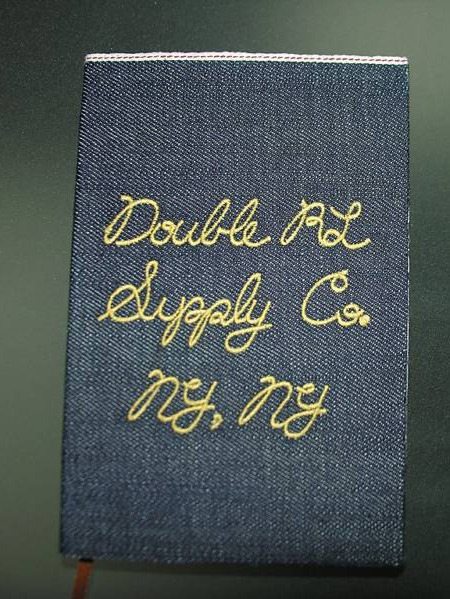 Double RL
Supply Co.
NY, NY